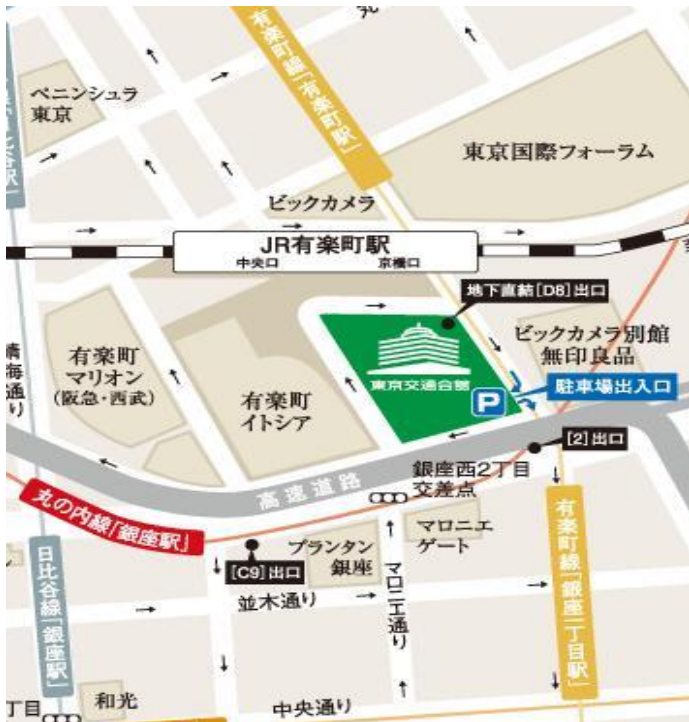 丸
有楽町線「有楽町駅」
ペニンシュラ
東京
東京国際フォーラム
ビックカメラ
JR有楽町駅
中央口
京橋口
地下直結[D8]出口
ビックカメラ別館
無印良品
有楽町
マリオン
(阪急・西武)
晴海通り
有楽町
イトシア
東京交通会館
P
駐車場出入口
[2]出口
高速道路
銀座西2丁目
交差点
丸の内線「銀座駅」
マロニエ
ゲート
プランタン
銀座
[C9]出口
マロニエ通り
有楽町線「銀座一丁目駅」
日比谷線「銀座駅」
並木通り
和光
中央通り
丁目